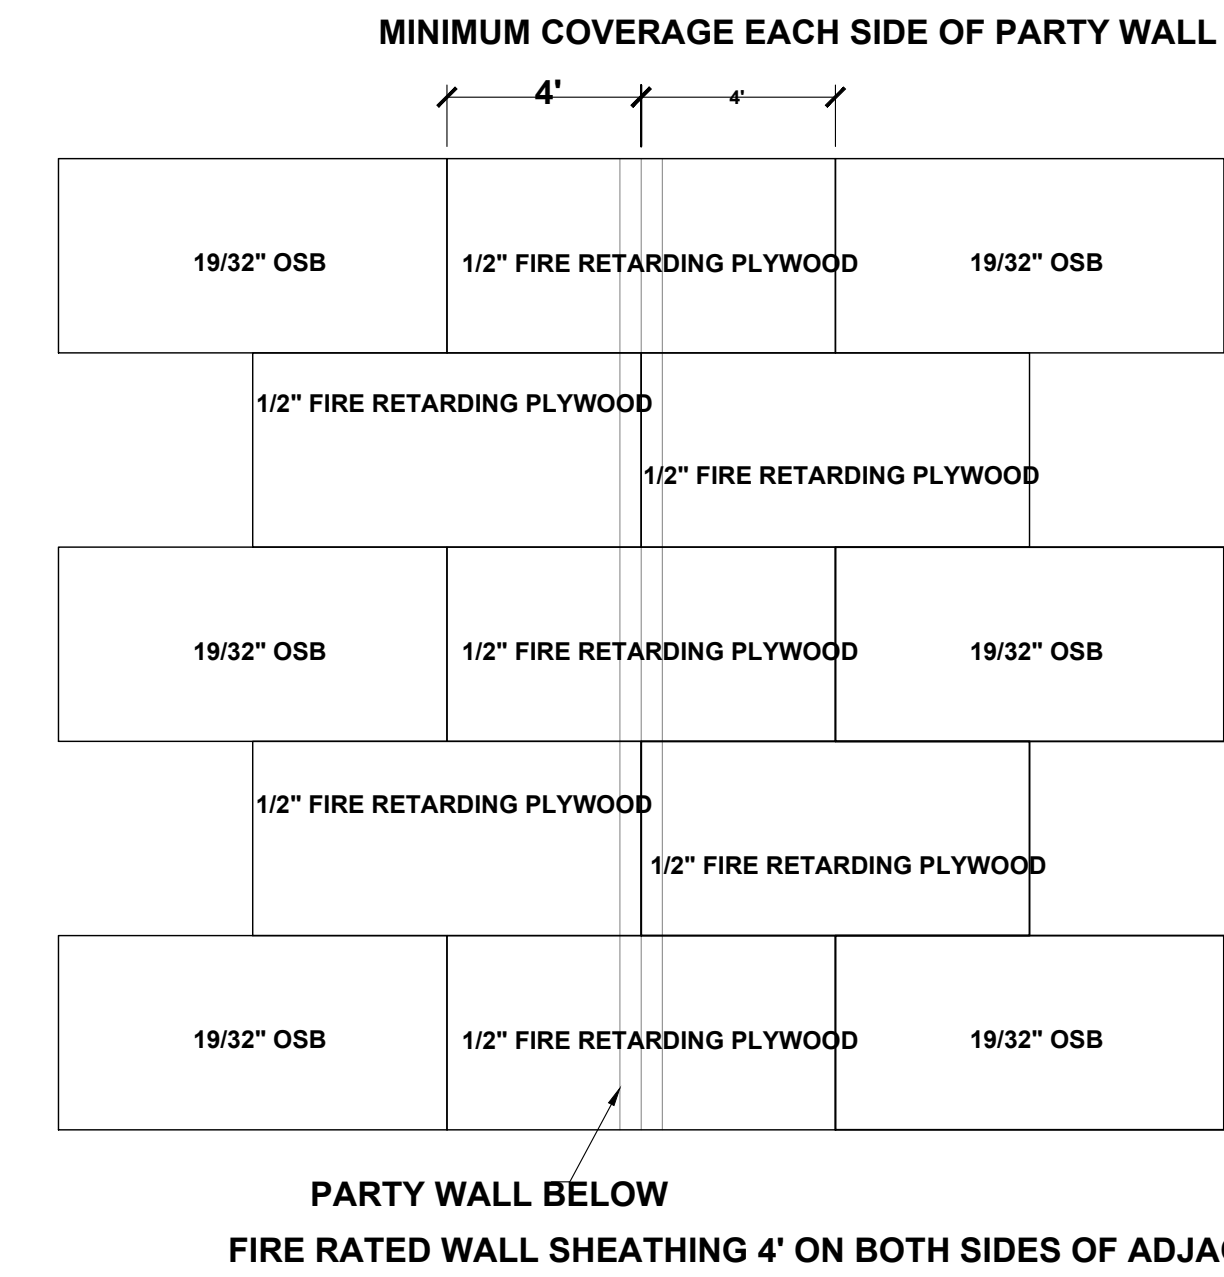 MINIMUM COVERAGE EACH SIDE OF PARTY WALL
4' 4'
19/32" OSB 1/2" FIRE RETARDING PLYWOOD 19/32" OSB
1/2" FIRE RETARDING PLYWOOD
1/2" FIRE RETARDING PLYWOOD
19/32" OSB 1/2" FIRE RETARDING PLYWOOD 19/32" OSB
1/2" FIRE RETARDING PLYWOOD
1/2" FIRE RETARDING PLYWOOD
19/32" OSB 1/2" FIRE RETARDING PLYWOOD 19/32" OSB
PARTY WALL BELOW
FIRE RATED WALL SHEATHING 4' ON BOTH SIDES OF